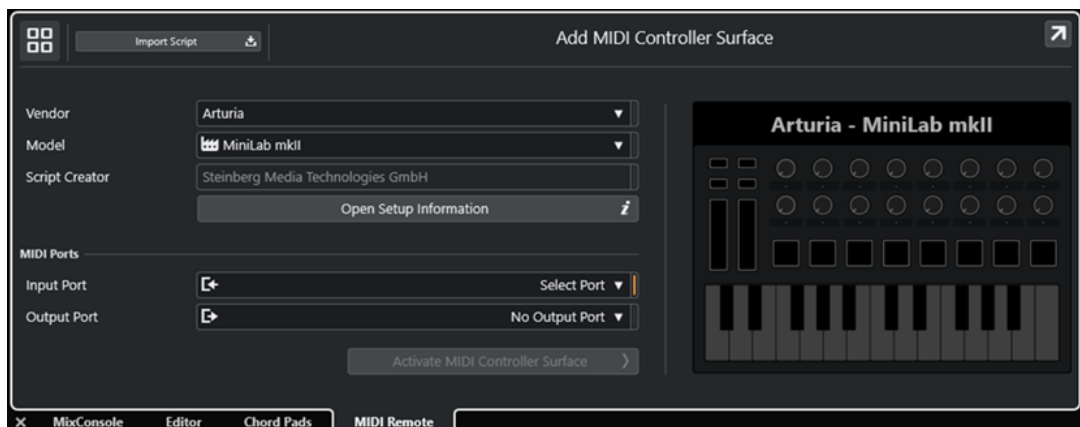 Import Script
Add MIDI Controller Surface
Vendor
Arturia
Model
MiniLab mkII
Script Creator
Steinberg Media Technologies GmbH
Open Setup Information
i
MIDI Ports
Input Port
Select Port
Output Port
No Output Port
Activate MIDI Controller Surface
Arturia - MiniLab mkII
MixConsole
Editor
Chord Pads
MIDI Remote